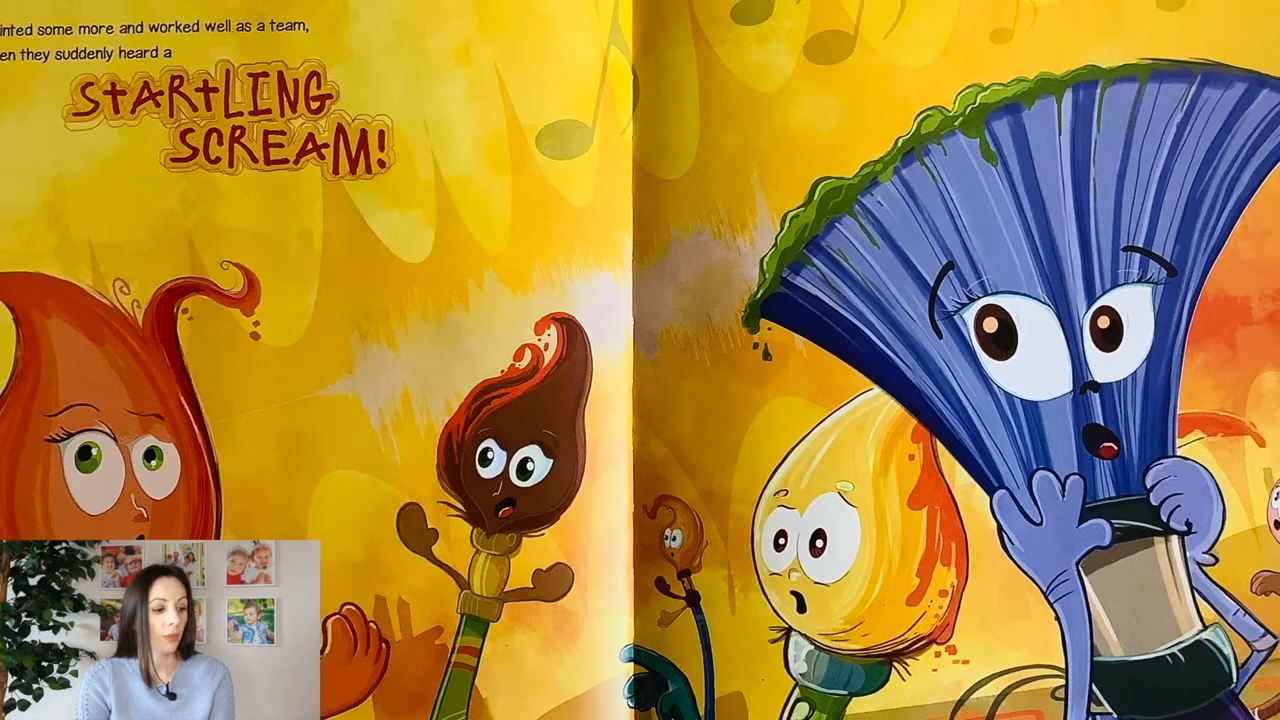 inted some more and worked well as a team,
en they suddenly heard a
STARTLING
SCREAM!